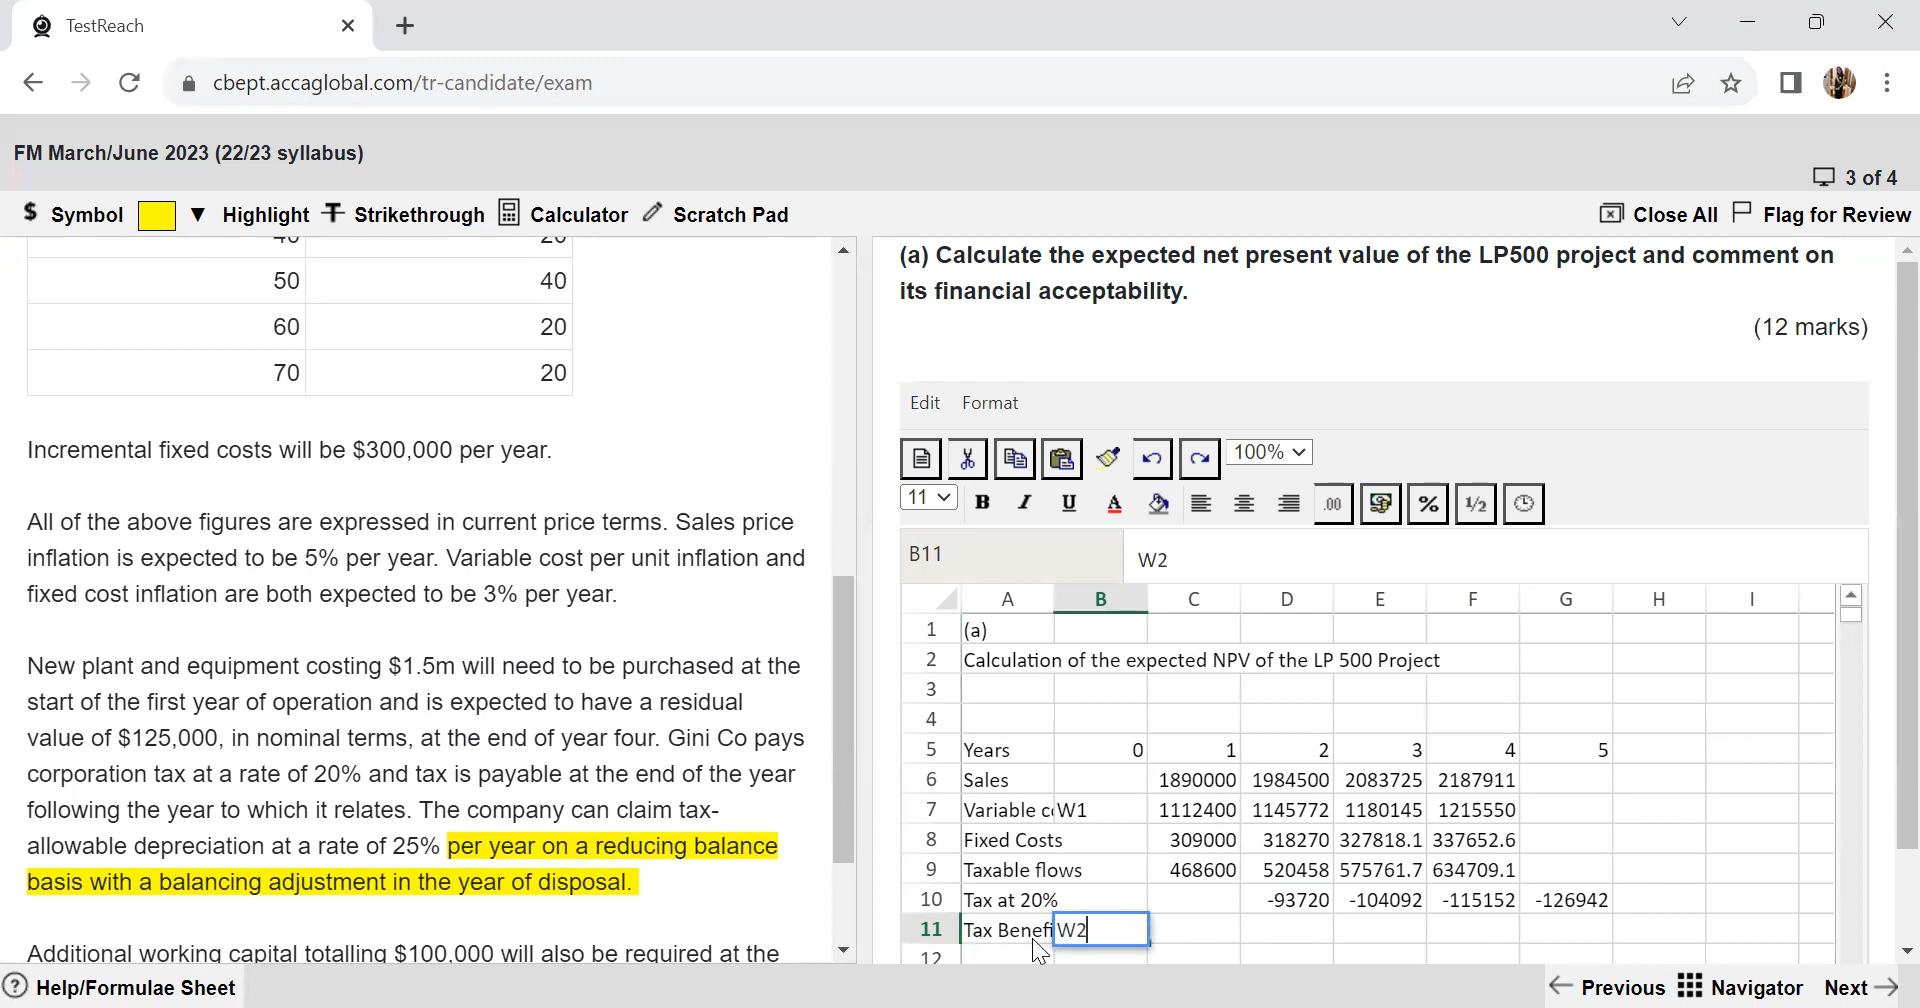 TestReach
cbept.accaglobal.com/tr-candidate/exam
FM March/June 2023 (22/23 syllabus)
3 of 4
$ Symbol Highlight Strikethrough Calculator Scratch Pad
Close All Flag for Review
40 20
50 40
60 20
70 20
Incremental fixed costs will be $300,000 per year.
All of the above figures are expressed in current price terms. Sales price
inflation is expected to be 5% per year. Variable cost per unit inflation and
fixed cost inflation are both expected to be 3% per year.
New plant and equipment costing $1.5m will need to be purchased at the
start of the first year of operation and is expected to have a residual
value of $125,000, in nominal terms, at the end of year four. Gini Co pays
corporation tax at a rate of 20% and tax is payable at the end of the year
following the year to which it relates. The company can claim tax-
allowable depreciation at a rate of 25% per year on a reducing balance
basis with a balancing adjustment in the year of disposal.
Additional working capital totalling $100,000 will also be required at the
(a) Calculate the expected net present value of the LP500 project and comment on
its financial acceptability.
(12 marks)
Edit Format
100%
11 B I U A .00 % 1/2
B11 W2
A B C D E F G H I
1 (a)
2 Calculation of the expected NPV of the LP 500 Project
3
4
5 Years 0 1 2 3 4 5
6 Sales 1890000 1984500 2083725 2187911
7 Variable c W1 1112400 1145772 1180145 1215550
8 Fixed Costs 309000 318270 327818.1 337652.6
9 Taxable flows 468600 520458 575761.7 634709.1
10 Tax at 20% -93720 -104092 -115152 -126942
11 Tax Benefi W2
12
? Help/Formulae Sheet
Previous Navigator Next